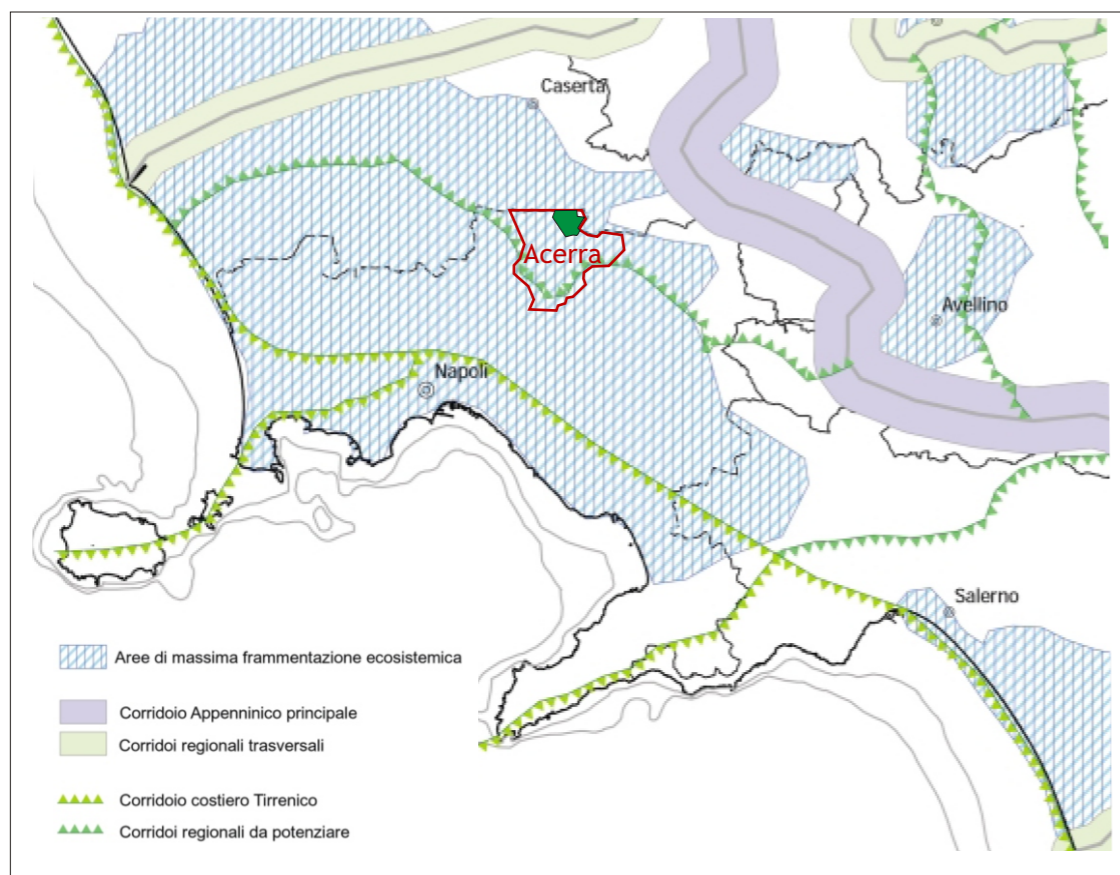 Caserta
Acerra
Avellino
Napoli
Salerno
Aree di massima frammentazione ecosistemica
Corridoio Appenninico principale
Corridoi regionali trasversali
Corridoio costiero Tirrenico
Corridoi regionali da potenziare